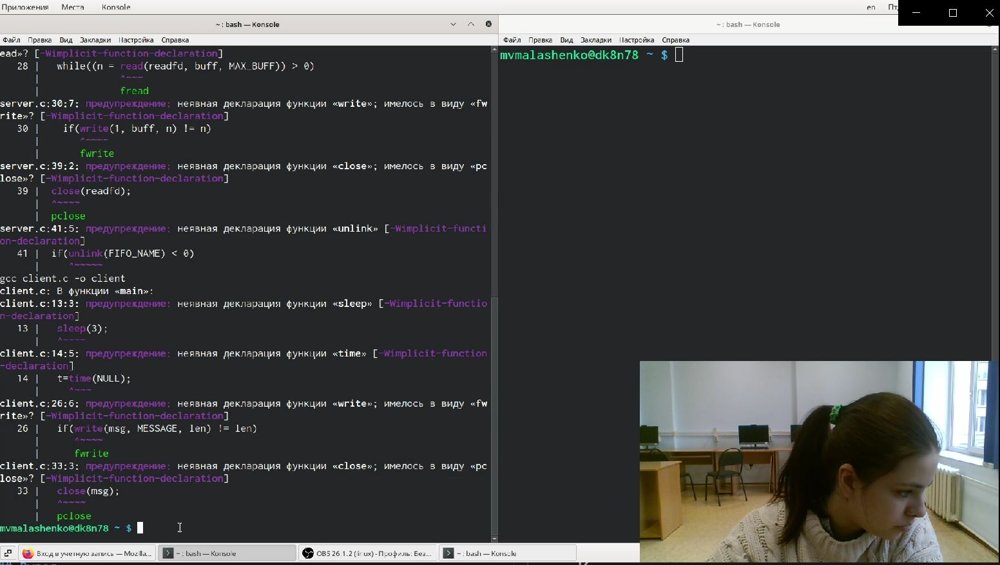 Приложения Места Konsole en
~ : bash — Konsole
Файл Правка Вид Закладки Настройка Справка
ead»? [-Wimplicit-function-declaration]
28 | while((n = read(readfd, buff, MAX_BUFF)) > 0)
| ^~~~
| fread
server.c:30:7: предупреждение: неявная декларация функции «write»; имелось в виду «fw
rite»? [-Wimplicit-function-declaration]
30 | if(write(1, buff, n) != n)
| ^~~~~
| fwrite
server.c:39:2: предупреждение: неявная декларация функции «close»; имелось в виду «pc
lose»? [-Wimplicit-function-declaration]
39 | close(readfd);
| ^~~~~
| pclose
server.c:41:5: предупреждение: неявная декларация функции «unlink» [-Wimplicit-functi
on-declaration]
41 | if(unlink(FIFO_NAME) < 0)
| ^~~~~~
gcc client.c -o client
client.c: В функции «main»:
client.c:13:3: предупреждение: неявная декларация функции «sleep» [-Wimplicit-functio
n-declaration]
13 | sleep(3);
| ^~~~~
client.c:14:5: предупреждение: неявная декларация функции «time» [-Wimplicit-function
-declaration]
14 | t=time(NULL);
| ^~~~
client.c:26:6: предупреждение: неявная декларация функции «write»; имелось в виду «fw
rite»? [-Wimplicit-function-declaration]
26 | if(write(msg, MESSAGE, len) != len)
| ^~~~~
| fwrite
client.c:33:3: предупреждение: неявная декларация функции «close»; имелось в виду «pc
lose»? [-Wimplicit-function-declaration]
33 | close(msg);
| ^~~~~
| pclose
mvmalashenko@dk8n78 ~ $
~ : bash — Konsole
Файл Правка Вид Закладки Настройка Справка
mvmalashenko@dk8n78 ~ $
Вход в учетную запись — Mozilla... ~ : bash — Konsole OBS 26.1.2 (linux) - Профиль: Без... ~ : bash — Konsole